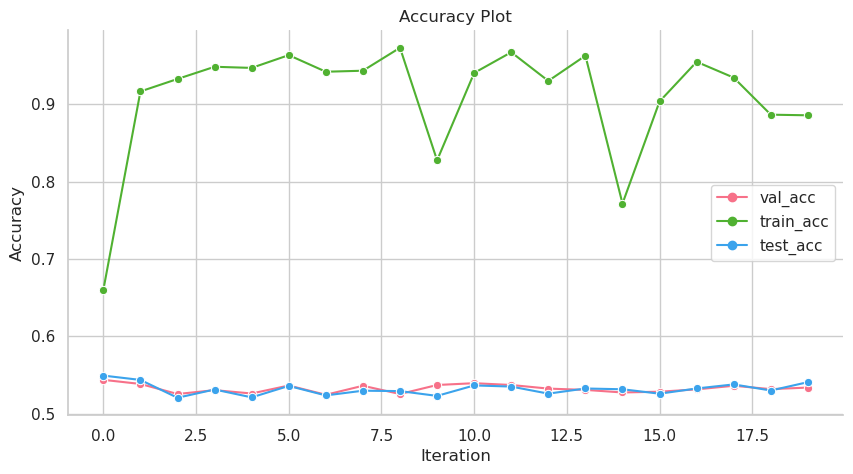 Accuracy Plot
Accuracy
0.9
0.8
0.7
0.6
0.5
val_acc
train_acc
test_acc
0.0 2.5 5.0 7.5 10.0 12.5 15.0 17.5
Iteration